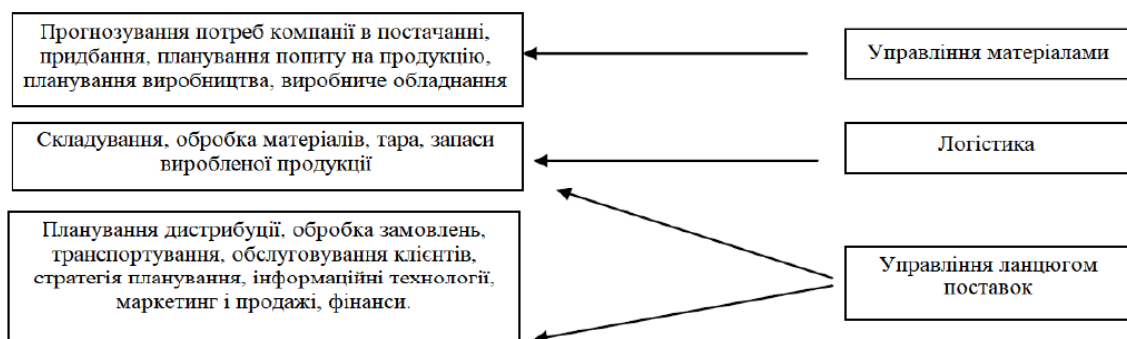 Прогнозування потреб компанії в постачанні,
придбання, планування попиту на продукцію,
планування виробництва, виробниче обладнання
Управління матеріалами
Складування, обробка матеріалів, тара, запаси
виробленої продукції
Логістика
Планування дистрибуції, обробка замовлень,
транспортування, обслуговування клієнтів,
стратегія планування, інформаційні технології,
маркетинг і продажі, фінанси.
Управління ланцюгом
поставок